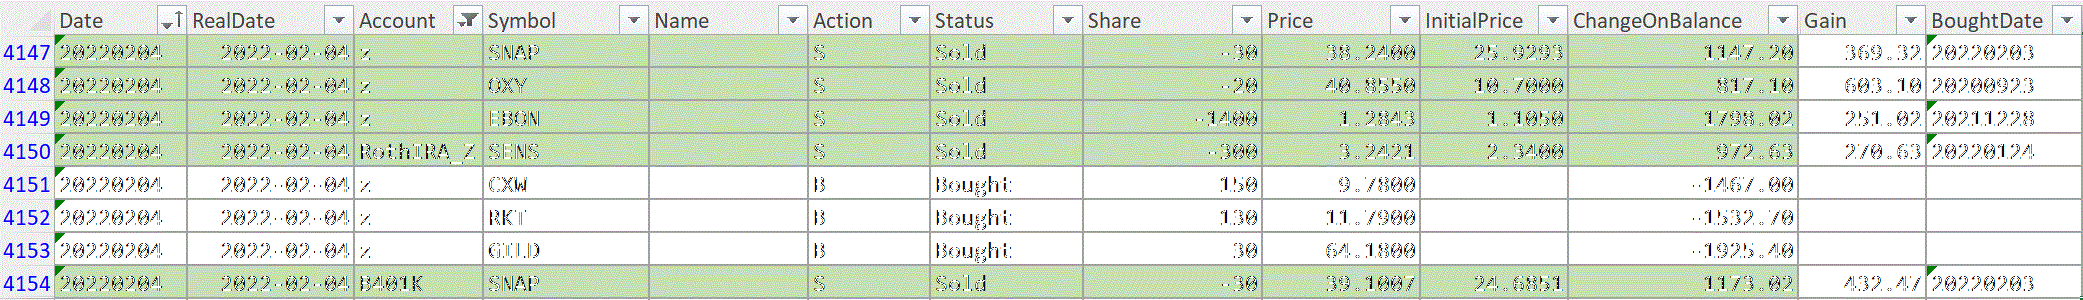 Date RealDate Account Symbol Name Action Status Share Price InitialPrice ChangeOnBalance Gain BoughtDate
4147 20220204 2022-02-04 z SNAP S Sold -30 38.2400 25.9293 1147.20 369.32 20220203
4148 20220204 2022-02-04 z OXY S Sold -20 40.8550 10.7000 817.10 603.10 20200923
4149 20220204 2022-02-04 z EBON S Sold -1400 1.2843 1.1050 1798.02 251.02 20211228
4150 20220204 2022-02-04 RothIRA_Z SENS S Sold -300 3.2421 2.3400 972.63 270.63 20220124
4151 20220204 2022-02-04 z CXW B Bought 150 9.7800 -1467.00
4152 20220204 2022-02-04 z RKT B Bought 130 11.7900 -1532.70
4153 20220204 2022-02-04 z GILD B Bought 30 64.1800 -1925.40
4154 20220204 2022-02-04 B401K SNAP S Sold -30 39.1007 24.6851 1173.02 432.47 20220203